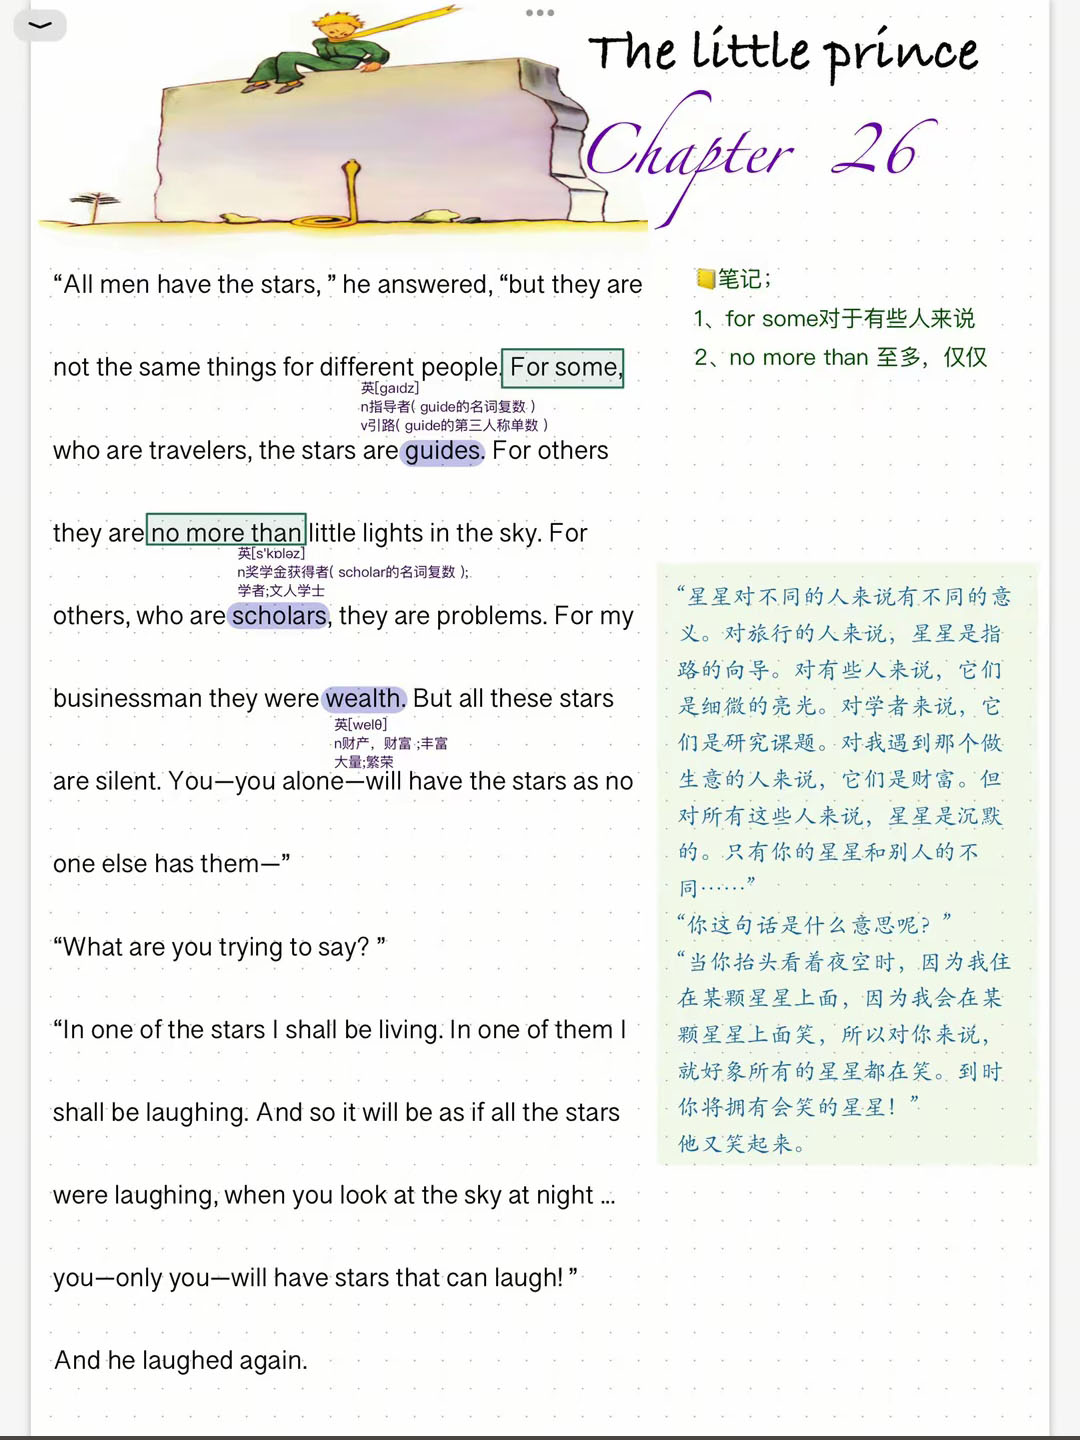 The little prince
Chapter 26
“All men have the stars, ” he answered, “but they are
not the same things for different people. For some,
英[gaɪdz]
n指导者( guide的名词复数 )
v引路( guide的第三人称单数 )
who are travelers, the stars are guides. For others
they are no more than little lights in the sky. For
英[s'kɒləz]
n奖学金获得者( scholar的名词复数 );
学者;文人学士
others, who are scholars, they are problems. For my
businessman they were wealth. But all these stars
英[welθ]
n财产，财富 ;丰富
大量;繁荣
are silent. You—you alone—will have the stars as no
one else has them—”
“What are you trying to say? ”
“In one of the stars I shall be living. In one of them I
shall be laughing. And so it will be as if all the stars
were laughing, when you look at the sky at night ...
you—only you—will have stars that can laugh! ”
And he laughed again.
笔记；
1、for some对于有些人来说
2、no more than 至多，仅仅
“星星对不同的人来说有不同的意
义。对旅行的人来说，星星是指
路的向导。对有些人来说，它们
是细微的亮光。对学者来说，它
们是研究课题。对我遇到那个做
生意的人来说，它们是财富。但
对所有这些人来说，星星是沉默
的。只有你的星星和别人的不
同……”
“你这句话是什么意思呢？”
“当你抬头看着夜空时，因为我住
在某颗星星上面，因为我会在某
颗星星上面笑，所以对你来说，
就好象所有的星星都在笑。到时
你将拥有会笑的星星！”
他又笑起来。